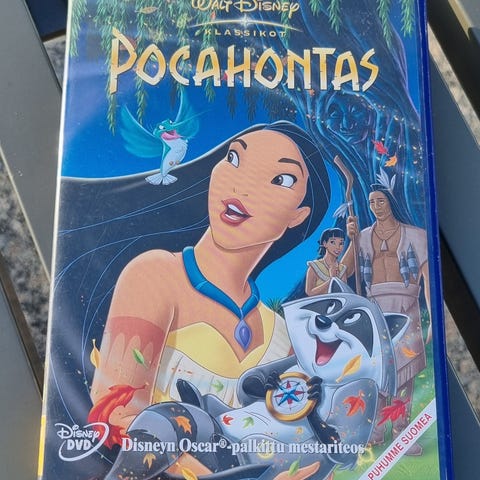 WALT DISNEY
KLASSIKOT
POCAHONTAS
Disney
DVD
Disneyn Oscar®-palkittu mestariteos
PUHUMME SUOMEA